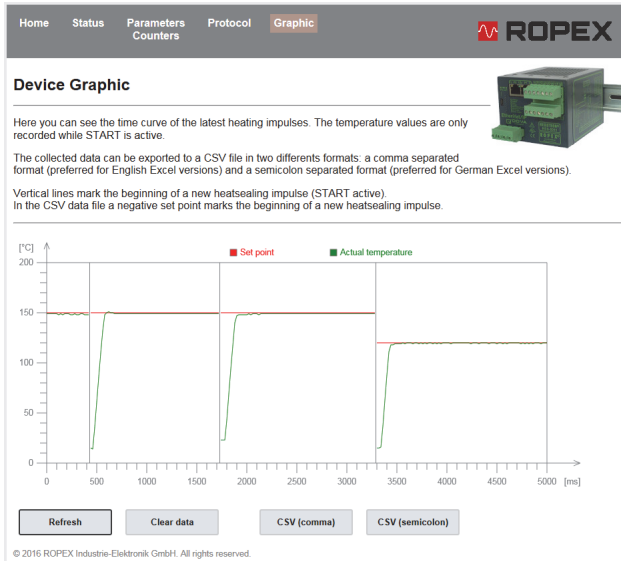 Home Status Parameters Counters Protocol Graphic
ROPEX
Device Graphic
Here you can see the time curve of the latest heating impulses. The temperature values are only
recorded while START is active.
The collected data can be exported to a CSV file in two differents formats: a comma separated
format (preferred for English Excel versions) and a semicolon separated format (preferred for German Excel versions).
Vertical lines mark the beginning of a new heatsealing impulse (START active).
In the CSV data file a negative set point marks the beginning of a new heatsealing impulse.
[°C]
Set point Actual temperature
200
150
100
50
0
0 500 1000 1500 2000 2500 3000 3500 4000 4500 5000 [ms]
Refresh Clear data CSV (comma) CSV (semicolon)
© 2016 ROPEX Industrie-Elektronik GmbH. All rights reserved.